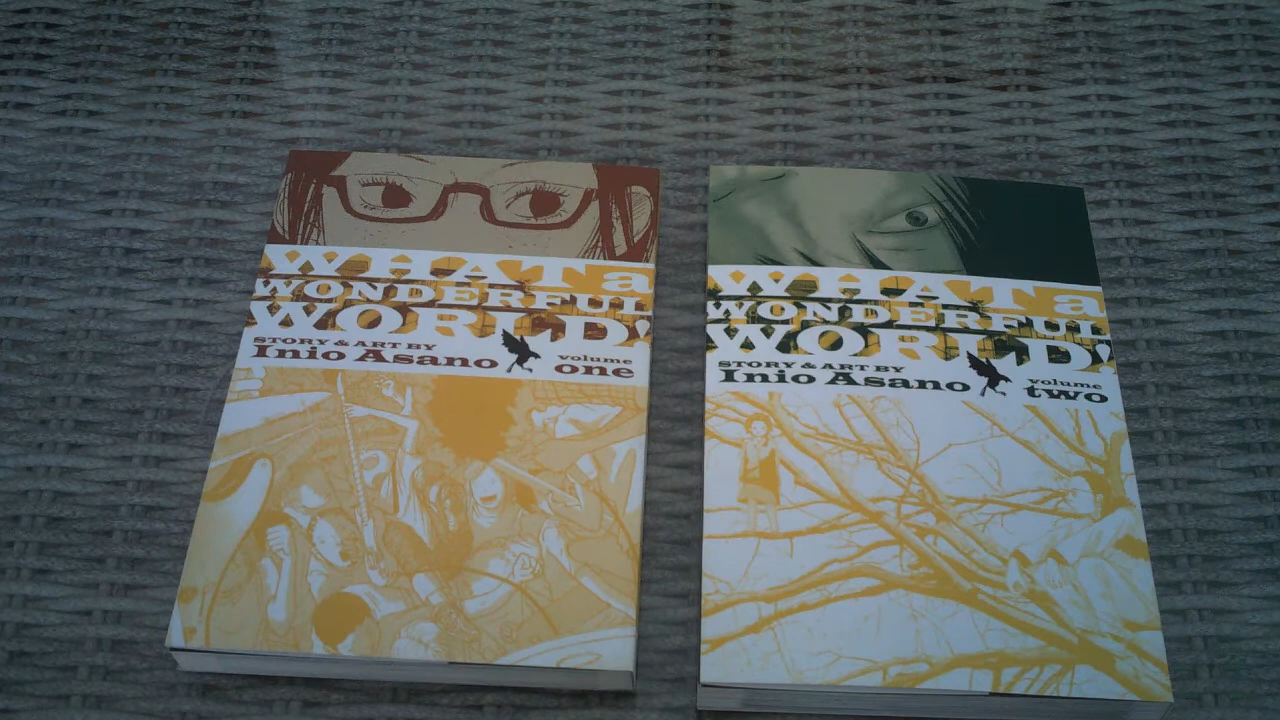 WHAT a
WONDERFUL
WORLD!
STORY & ART BY
Inio Asano
volume
one
WHAT a
WONDERFUL
WORLD!
STORY & ART BY
Inio Asano
volume
two